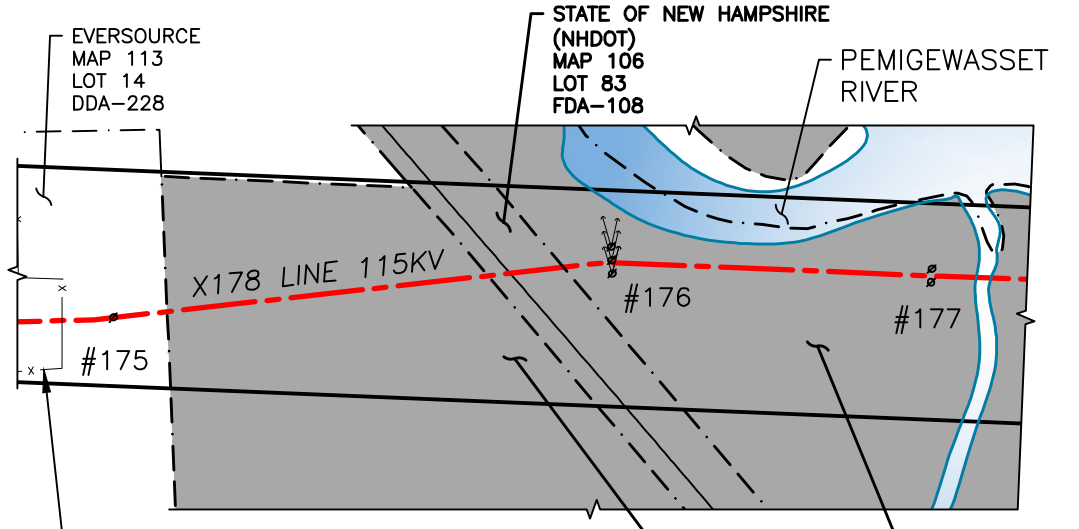 EVERSOURCE
MAP 113
LOT 14
DDA-228
STATE OF NEW HAMPSHIRE
(NHDOT)
MAP 106
LOT 83
FDA-108
PEMIGEWASSET
RIVER
X178 LINE 115KV
#175
#176
#177